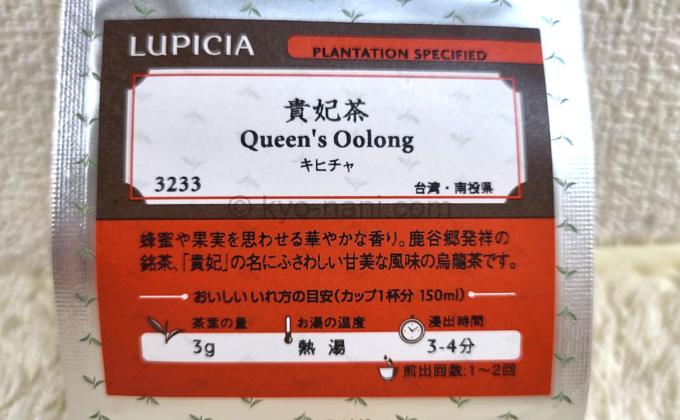 LUPICIA
PLANTATION SPECIFIED
貴妃茶
Queen's Oolong
キヒチャ
3233
台湾・南投県
© kyo-nani.com
蜂蜜や果実を思わせる華やかな香り。鹿谷郷発祥の
銘茶、「貴妃」の名にふさわしい甘美な風味の烏龍茶です。
おいしい いれ方の目安(カップ1杯分 150ml)
茶葉の量
お湯の温度
浸出時間
3g
熱湯
3-4分
煎出回数:1〜2回